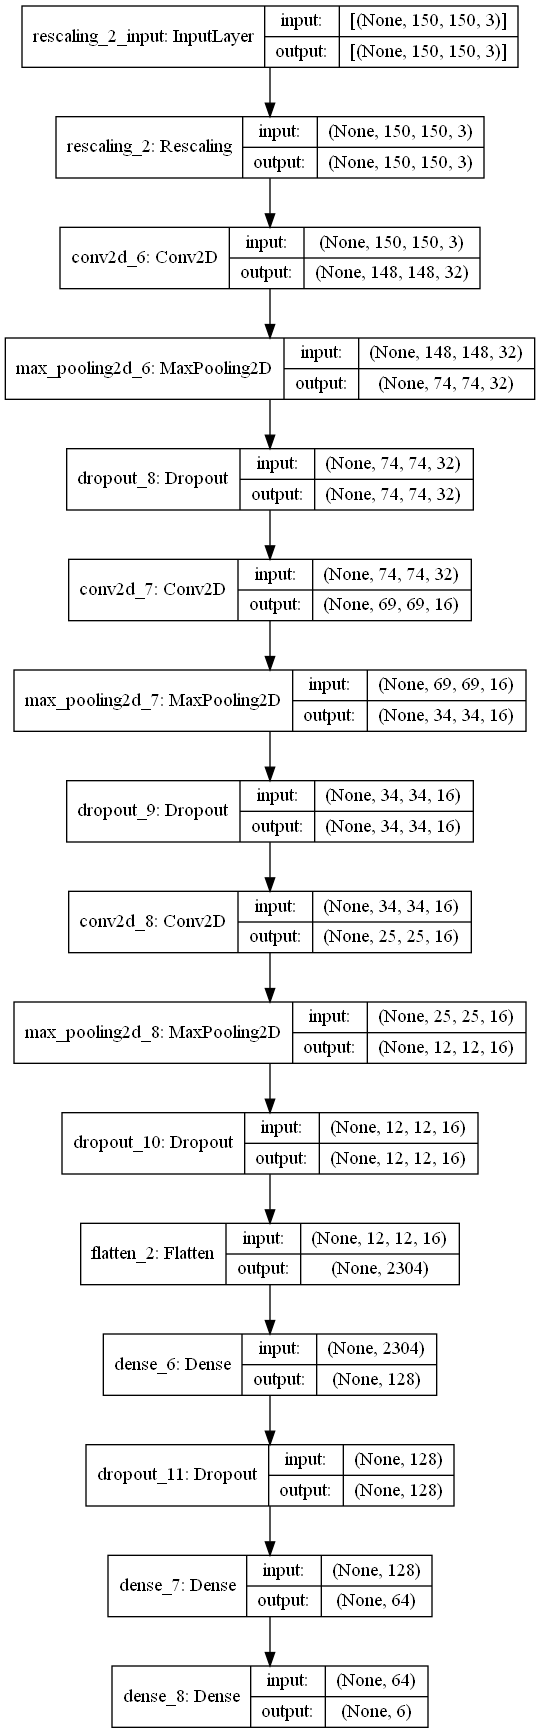 rescaling_2_input: InputLayer
input: [(None, 150, 150, 3)]
output: [(None, 150, 150, 3)]
rescaling_2: Rescaling
input: (None, 150, 150, 3)
output: (None, 150, 150, 3)
conv2d_6: Conv2D
input: (None, 150, 150, 3)
output: (None, 148, 148, 32)
max_pooling2d_6: MaxPooling2D
input: (None, 148, 148, 32)
output: (None, 74, 74, 32)
dropout_8: Dropout
input: (None, 74, 74, 32)
output: (None, 74, 74, 32)
conv2d_7: Conv2D
input: (None, 74, 74, 32)
output: (None, 69, 69, 16)
max_pooling2d_7: MaxPooling2D
input: (None, 69, 69, 16)
output: (None, 34, 34, 16)
dropout_9: Dropout
input: (None, 34, 34, 16)
output: (None, 34, 34, 16)
conv2d_8: Conv2D
input: (None, 34, 34, 16)
output: (None, 25, 25, 16)
max_pooling2d_8: MaxPooling2D
input: (None, 25, 25, 16)
output: (None, 12, 12, 16)
dropout_10: Dropout
input: (None, 12, 12, 16)
output: (None, 12, 12, 16)
flatten_2: Flatten
input: (None, 12, 12, 16)
output: (None, 2304)
dense_6: Dense
input: (None, 2304)
output: (None, 128)
dropout_11: Dropout
input: (None, 128)
output: (None, 128)
dense_7: Dense
input: (None, 128)
output: (None, 64)
dense_8: Dense
input: (None, 64)
output: (None, 6)